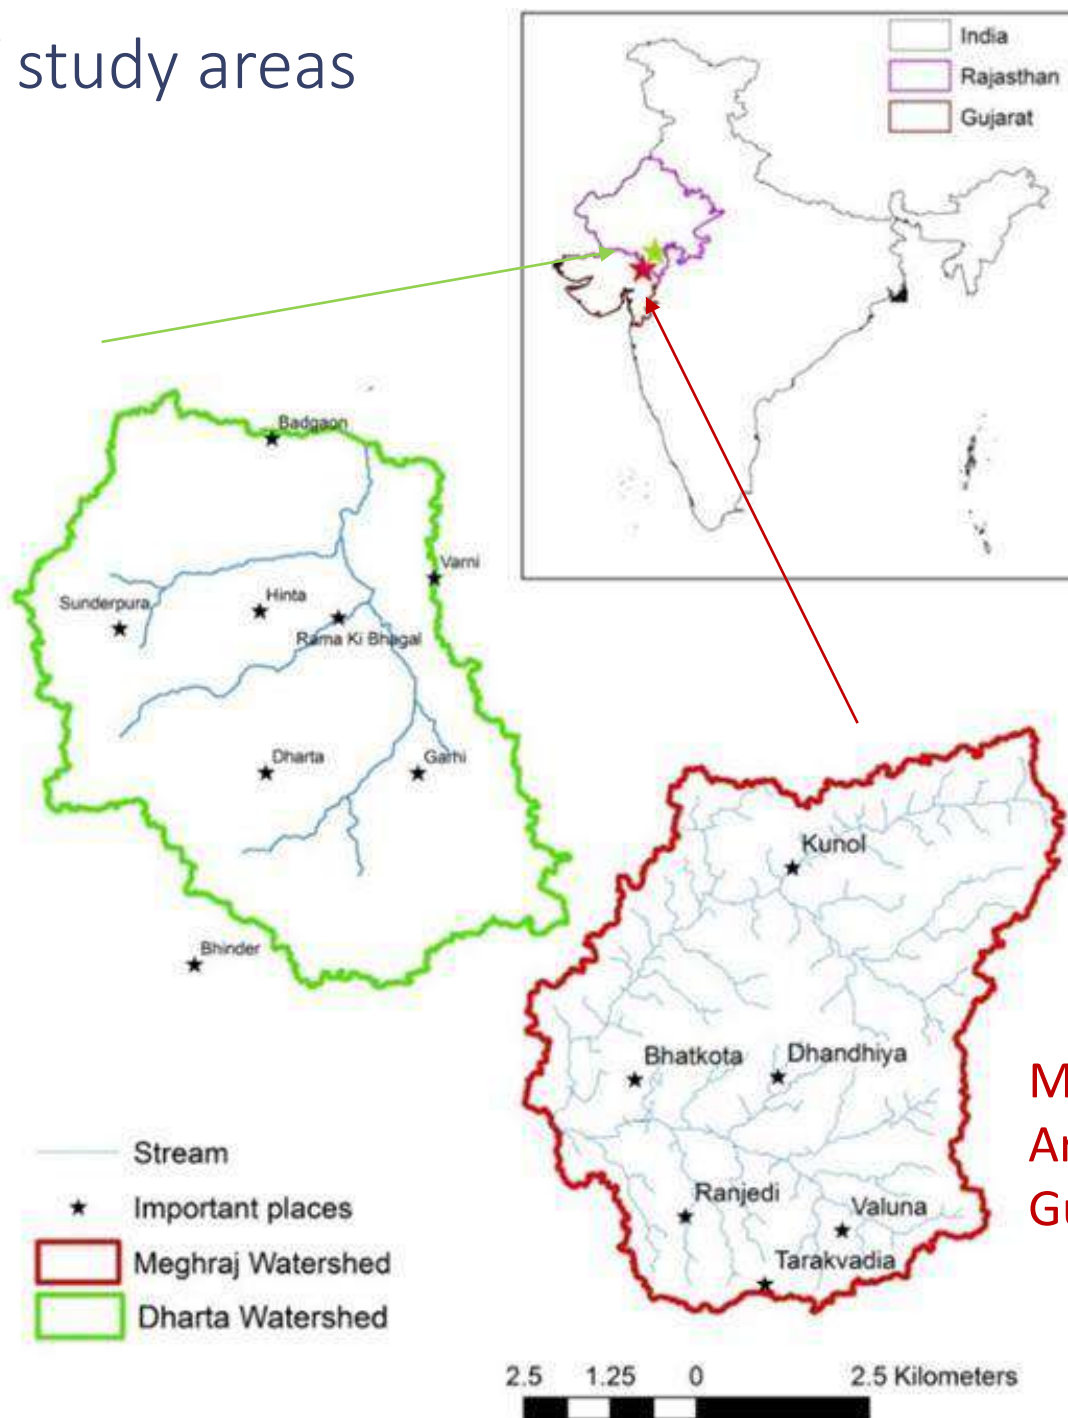 study areas
India
Rajasthan
Gujarat
Badgaon
Varni
Sunderpura
Hinta
Rama Ki Bhagal
Dharta
Garhi
Bhinder
Kunol
Bhatkota
Dhandhiya
Ranjedi
Valuna
Tarakvadia
M
Ar
Gu
Stream
Important places
Meghraj Watershed
Dharta Watershed
2.5 1.25 0 2.5 Kilometers